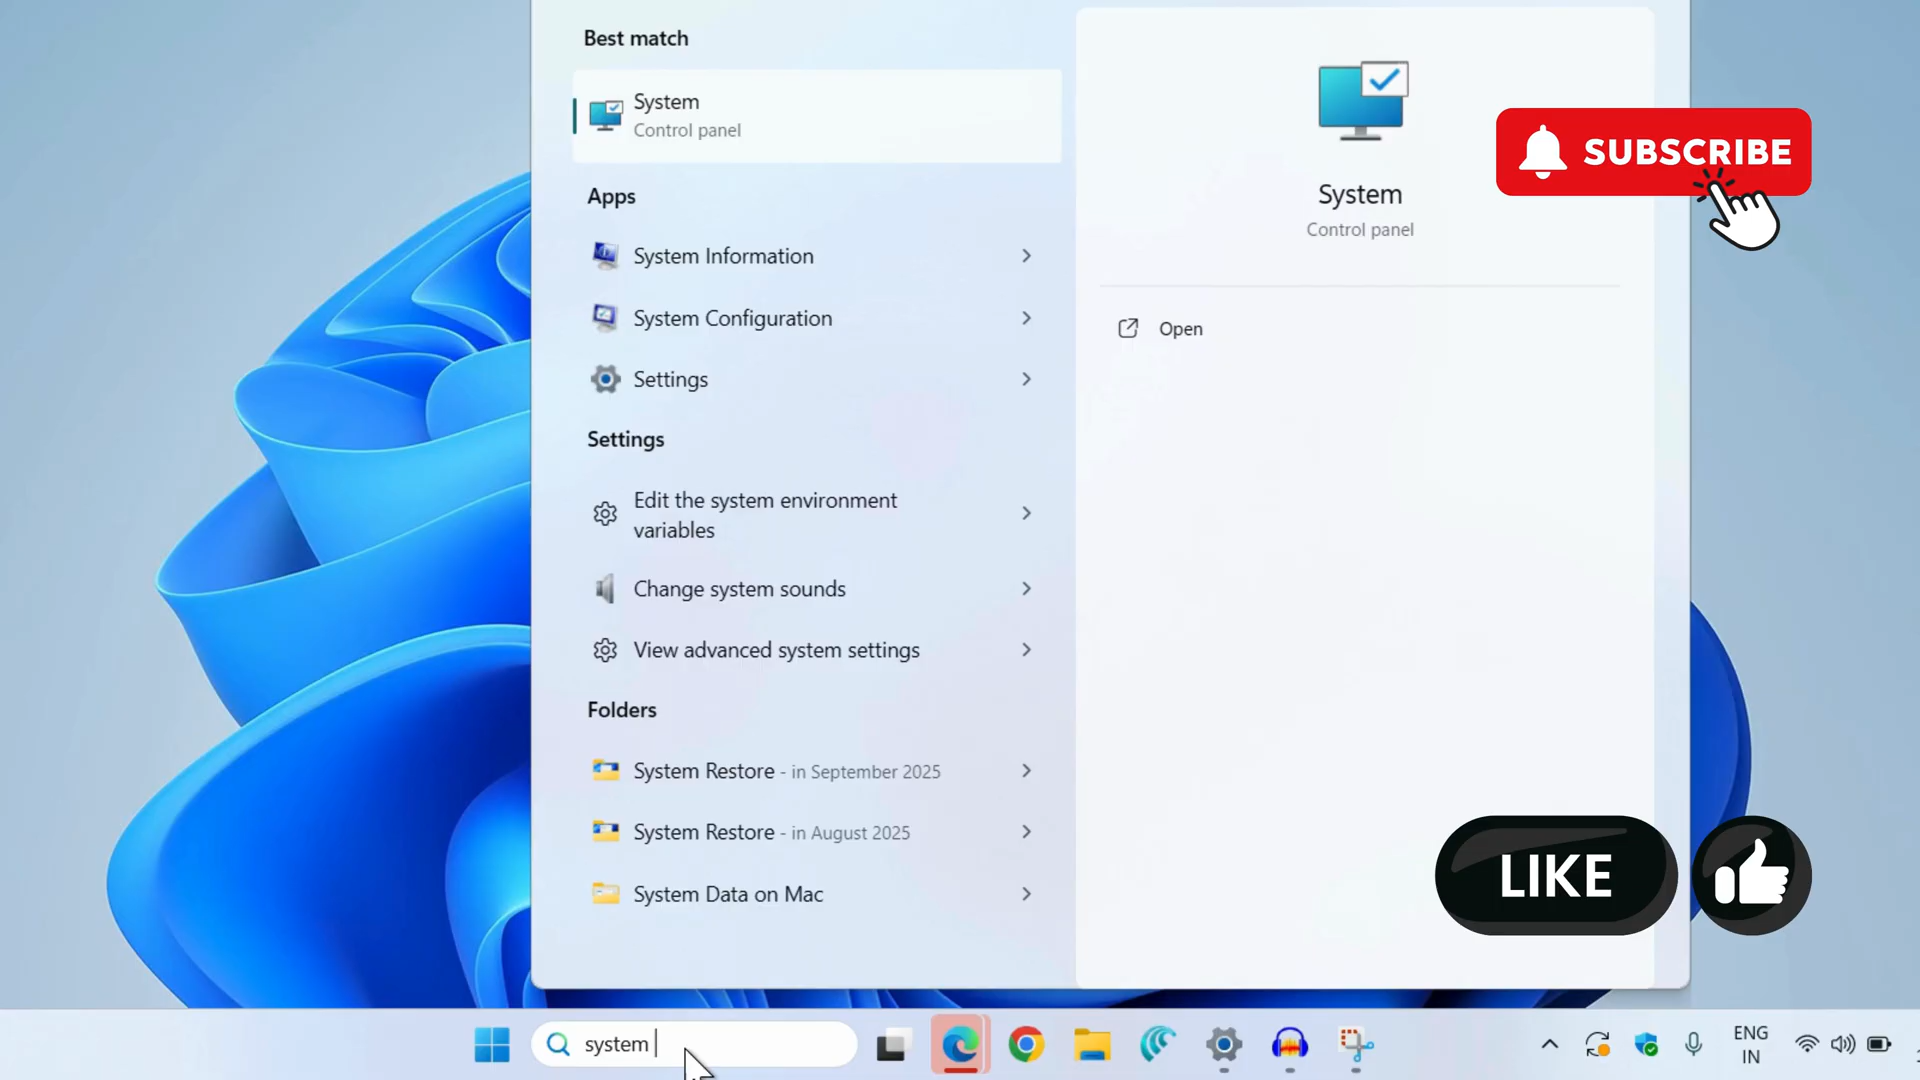 Best match
System
Control panel
Apps
System Information
System Configuration
Settings
Settings
Edit the system environment
variables
Change system sounds
View advanced system settings
Folders
System Restore - in September 2025
System Restore - in August 2025
System Data on Mac
System
Control panel
Open
SUBSCRIBE
LIKE
system
ENG
IN